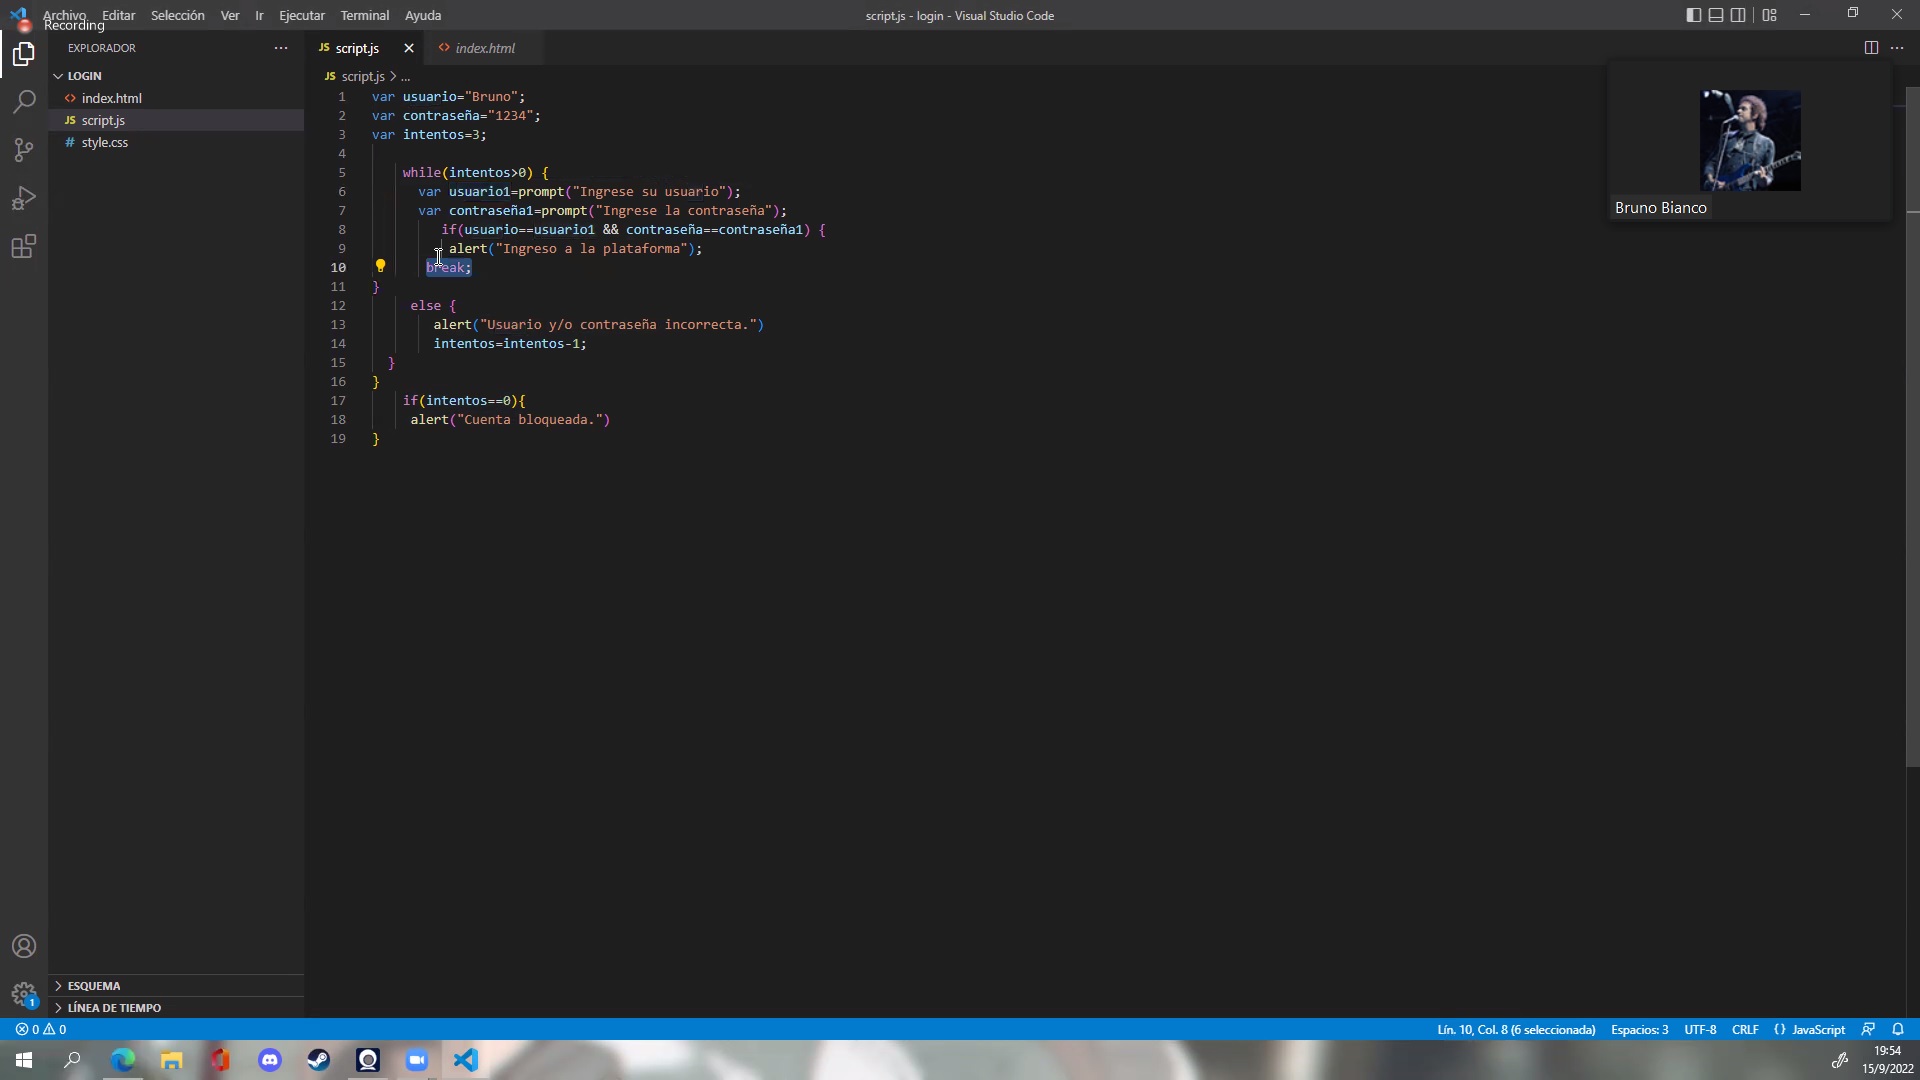 Archivo Editar Selección Ver Ir Ejecutar Terminal Ayuda
script.js - login - Visual Studio Code
Recording
EXPLORADOR
JS script.js
<> index.html
LOGIN
JS script.js > ...
<> index.html
JS script.js
# style.css
1 var usuario="Bruno";
2 var contraseña="1234";
3 var intentos=3;
4
5 while(intentos>0) {
6 var usuario1=prompt("Ingrese su usuario");
7 var contraseña1=prompt("Ingrese la contraseña");
8 if(usuario==usuario1 && contraseña==contraseña1) {
9 alert("Ingreso a la plataforma");
10 break;
11 }
12 else {
13 alert("Usuario y/o contraseña incorrecta.")
14 intentos=intentos-1;
15 }
16 }
17 if(intentos==0){
18 alert("Cuenta bloqueada.")
19 }
Bruno Bianco
ESQUEMA
LÍNEA DE TIEMPO
1
0 0
Lín. 10, Col. 8 (6 seleccionada) Espacios: 3 UTF-8 CRLF {} JavaScript
19:54
15/9/2022